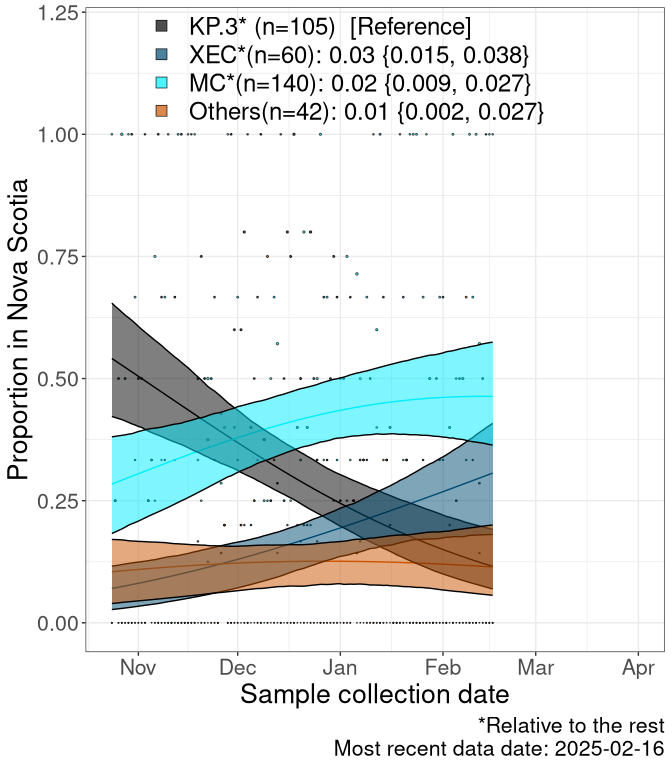 KP.3* (n=105)  [Reference]
XEC*(n=60): 0.03 {0.015, 0.038}
MC*(n=140): 0.02 {0.009, 0.027}
Others(n=42): 0.01 {0.002, 0.027}
1.25
1.00
0.75
0.50
0.25
0.00
Proportion in Nova Scotia
Nov Dec Jan Feb Mar Apr
Sample collection date
*Relative to the rest
Most recent data date: 2025-02-16